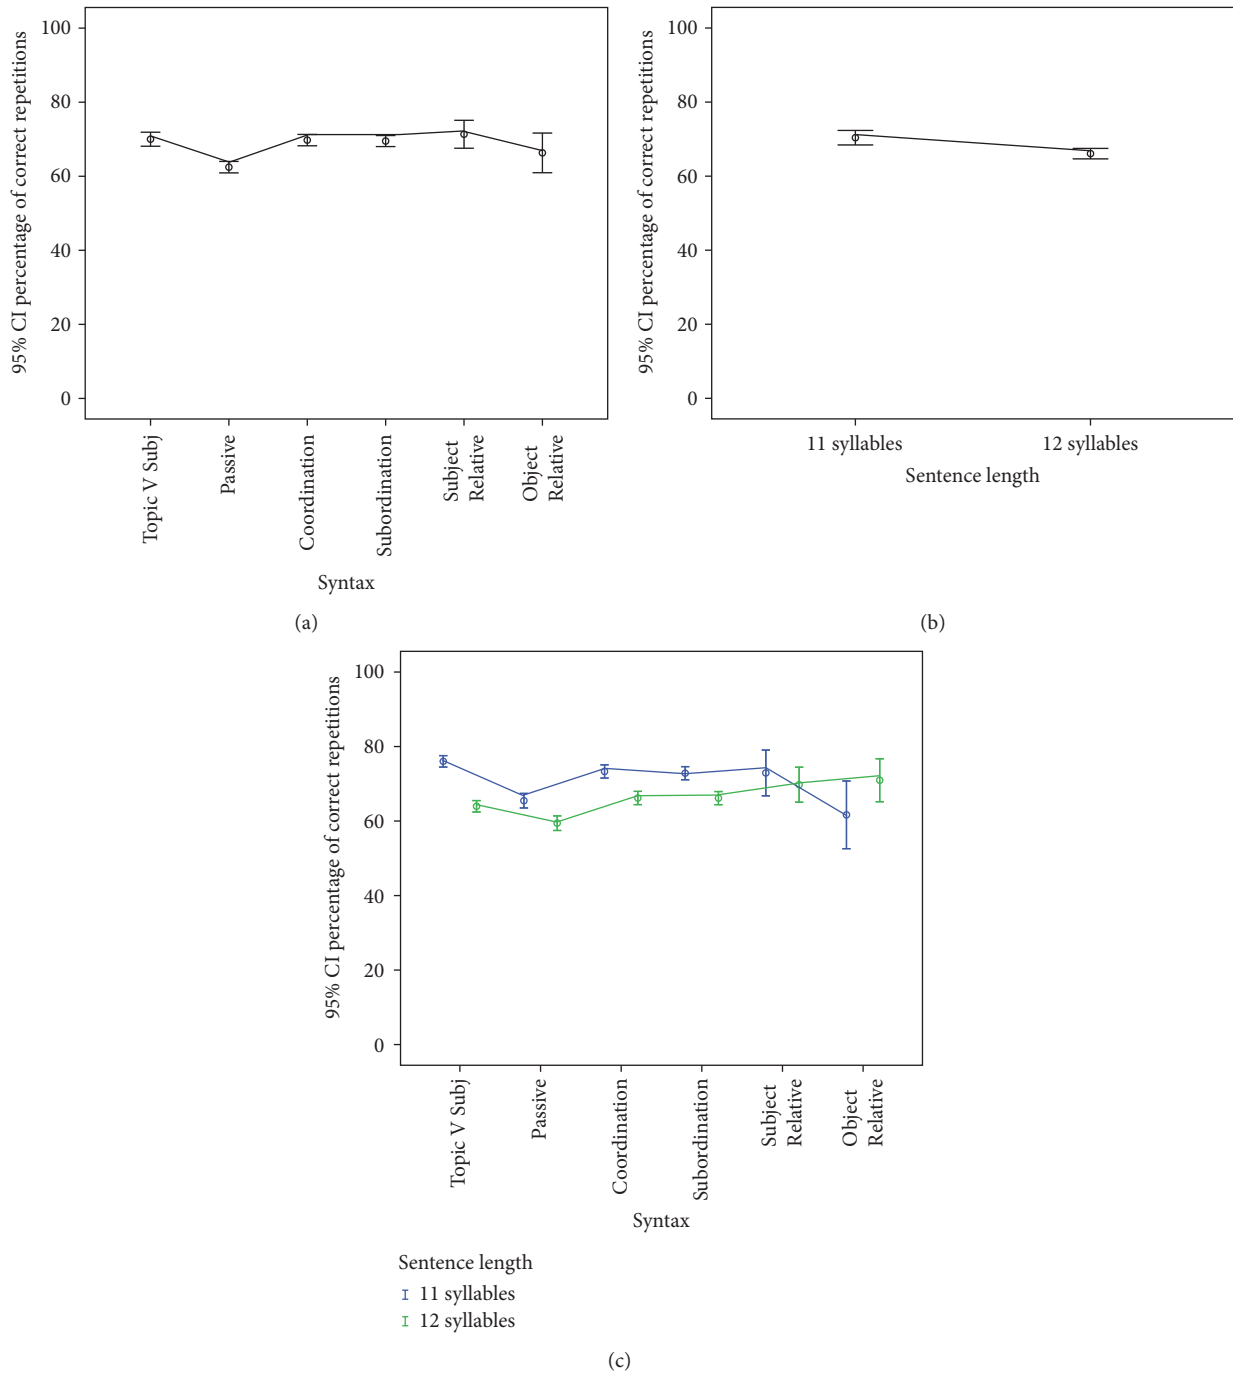 100
80
60
40
20
0
95% CI percentage of correct repetitions
Topic V Subj
Passive
Coordination
Subordination
Subject
Relative
Object
Relative
Syntax
(a)
100
80
60
40
20
0
95% CI percentage of correct repetitions
11 syllables
12 syllables
Sentence length
(b)
100
80
60
40
20
0
95% CI percentage of correct repetitions
Topic V Subj
Passive
Coordination
Subordination
Subject
Relative
Object
Relative
Syntax
Sentence length
11 syllables
12 syllables
(c)